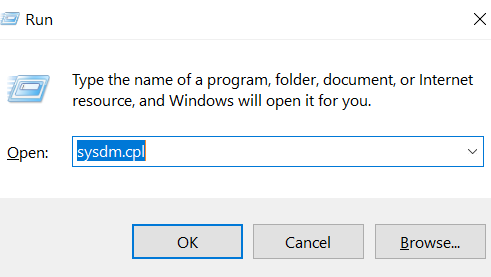 Run
Type the name of a program, folder, document, or Internet
resource, and Windows will open it for you.
Open: sysdm.cpl
OK Cancel Browse...